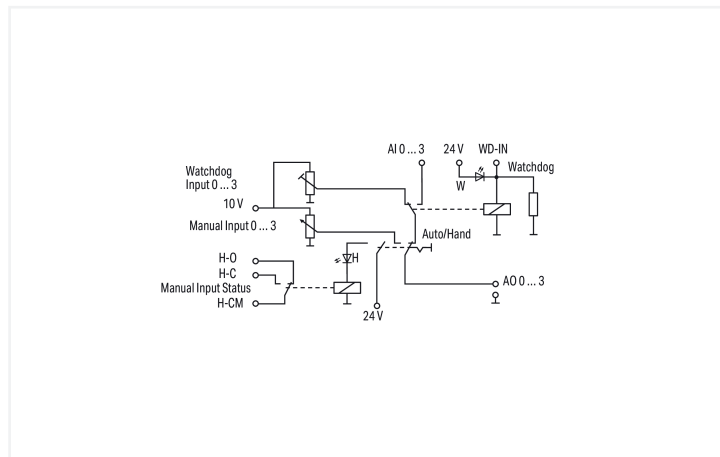 AI 0 ... 3 24 V WD-IN
Watchdog
Input 0 ... 3
Watchdog
W
10 V
Manual Input 0 ... 3
Auto/Hand
H-O
H
H-C
AO 0 ... 3
Manual Input Status
H-CM
24 V